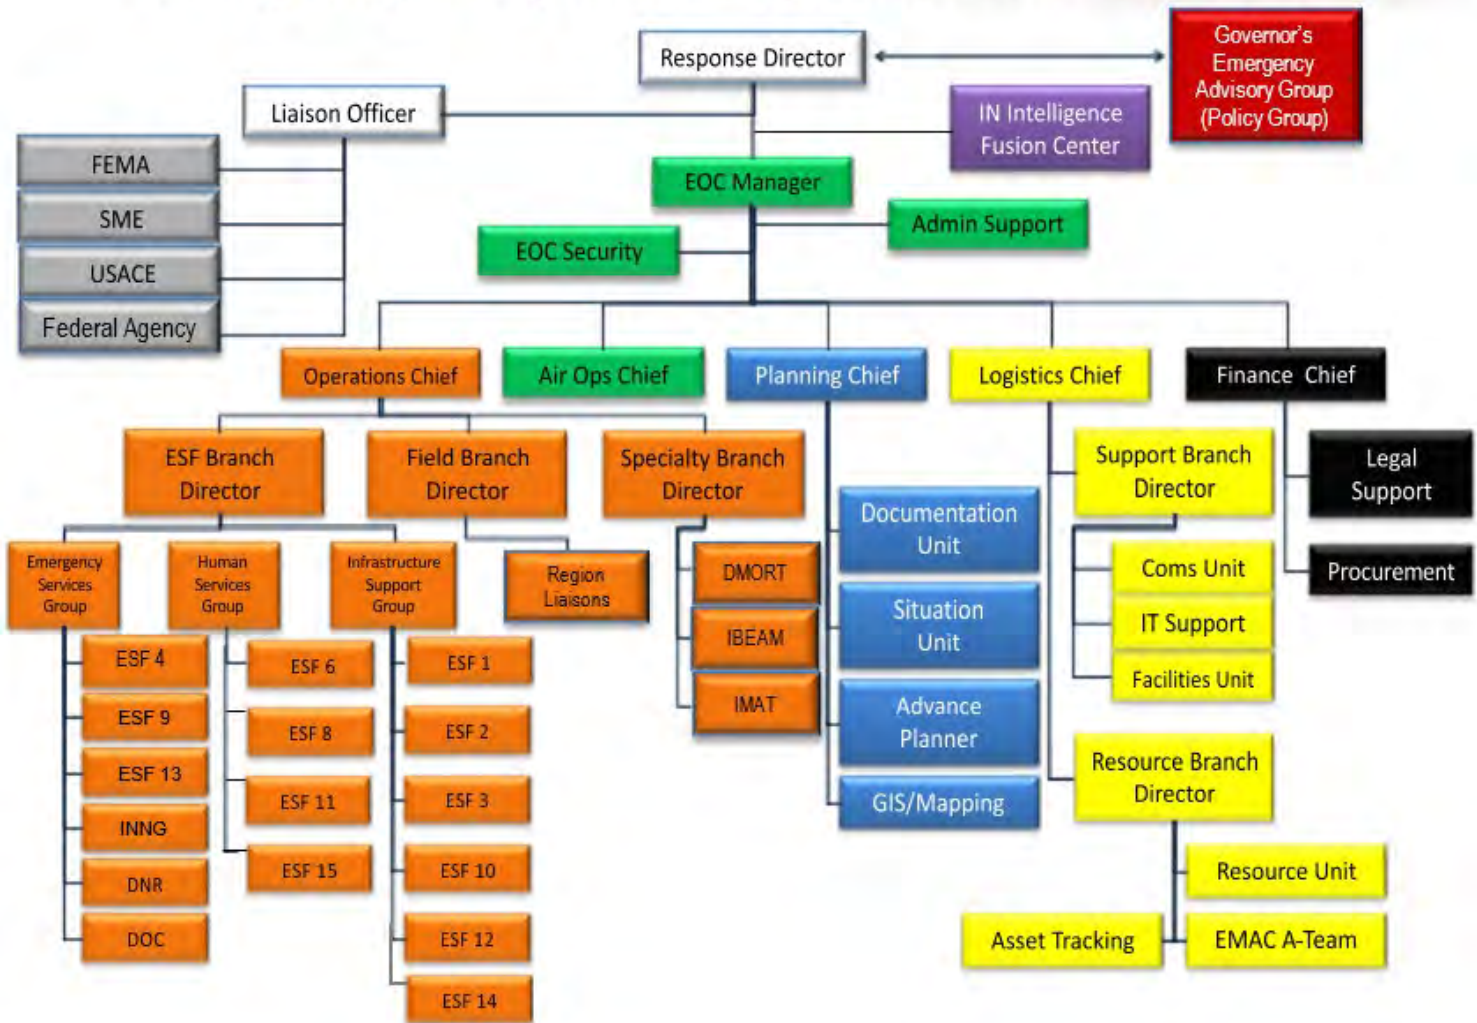 Response Director
Governor's
Emergency
Advisory Group
(Policy Group)
Liaison Officer
IN Intelligence
Fusion Center
FEMA
SME
USACE
Federal Agency
EOC Manager
Admin Support
EOC Security
Operations Chief
Air Ops Chief
Planning Chief
Logistics Chief
Finance Chief
ESF Branch
Director
Field Branch
Director
Specialty Branch
Director
Support Branch
Director
Legal
Support
Documentation
Unit
Emergency
Services
Group
Human
Services
Group
Infrastructure
Support
Group
Region
Liaisons
DMORT
IBEAM
IMAT
Situation
Unit
Advance
Planner
GIS/Mapping
Coms Unit
IT Support
Facilities Unit
Procurement
ESF 4
ESF 9
ESF 13
INNG
DNR
DOC
ESF 6
ESF 8
ESF 11
ESF 15
ESF 1
ESF 2
ESF 3
ESF 10
ESF 12
ESF 14
Resource Branch
Director
Resource Unit
Asset Tracking
EMAC A-Team